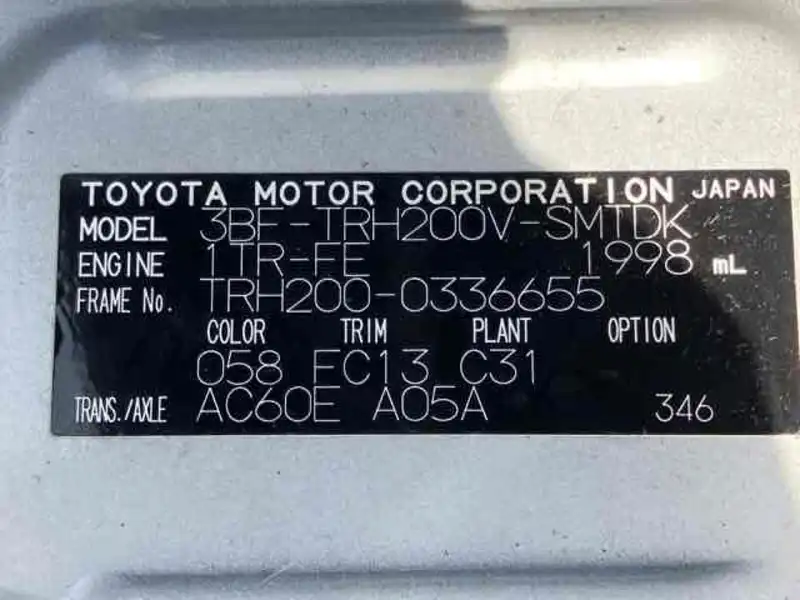 TOYOTA MOTOR CORPORATION JAPAN
MODEL 3BF-TRH200V-SMTDK
ENGINE 1TR-FE 1998 mL
FRAME No. TRH200-0336655
COLOR TRIM PLANT OPTION
058 FC13 C31
TRANS./AXLE AC60E A05A 346